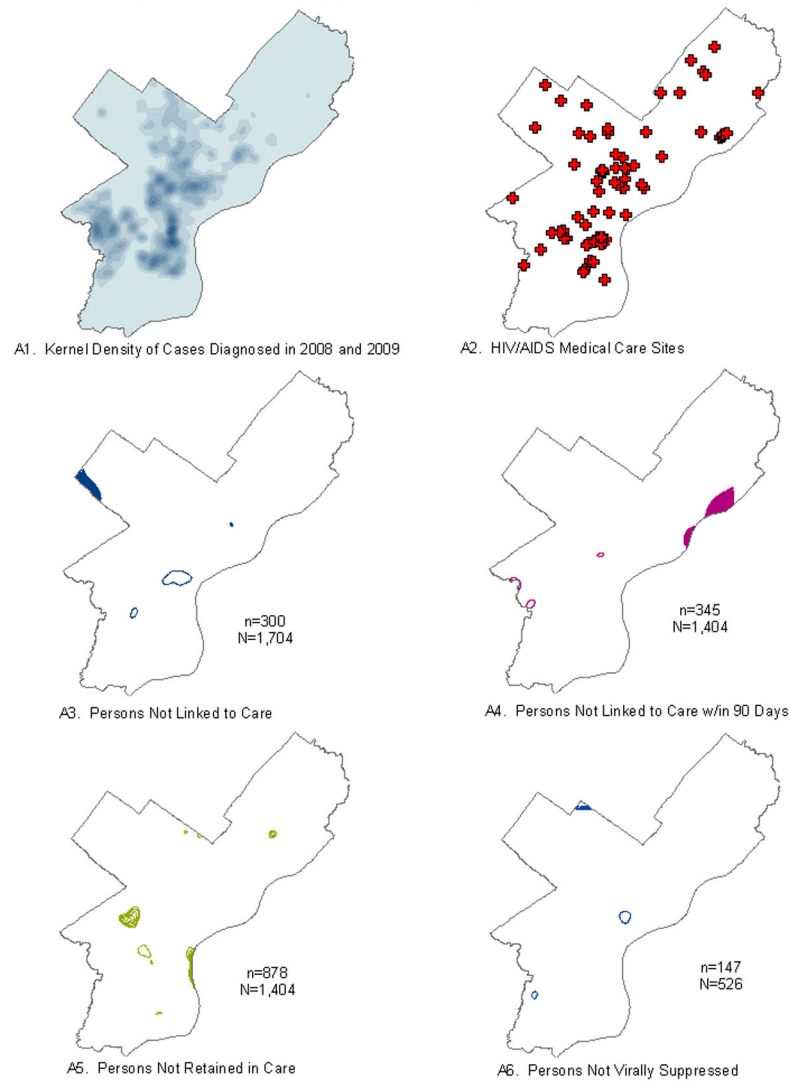 A1. Kernel Density of Cases Diagnosed in 2008 and 2009
A2. HIV/AIDS Medical Care Sites
n=300
N=1,704
A3. Persons Not Linked to Care
n=345
N=1,404
A4. Persons Not Linked to Care w/in 90 Days
n=878
N=1,404
A5. Persons Not Retained in Care
n=147
N=526
A6. Persons Not Virally Suppressed